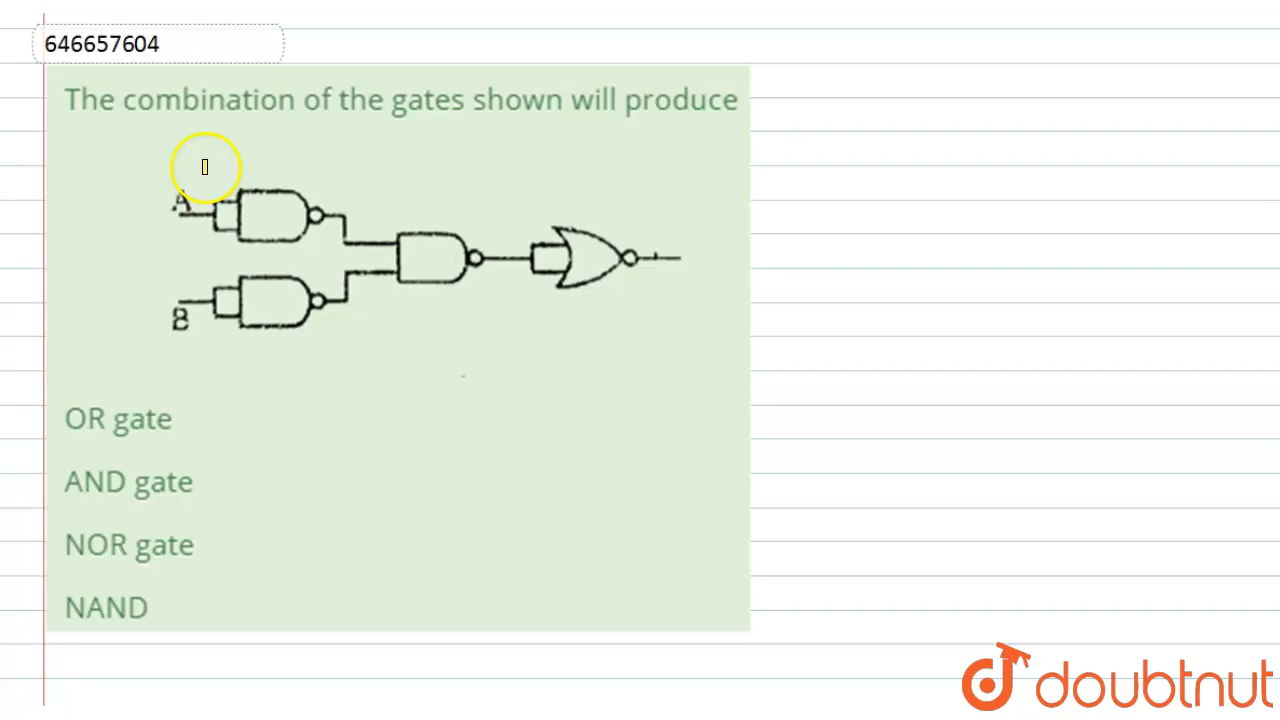 646657604
The combination of the gates shown will produce
A
B
OR gate
AND gate
NOR gate
NAND
doubtnut